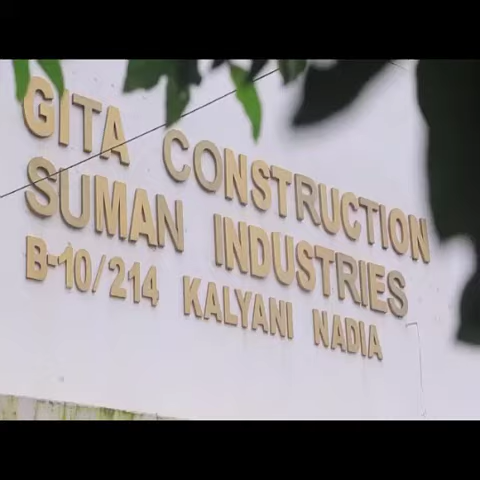 GITA CONSTRUCTION
SUMAN INDUSTRIES
B-10/214 KALYANI NADIA